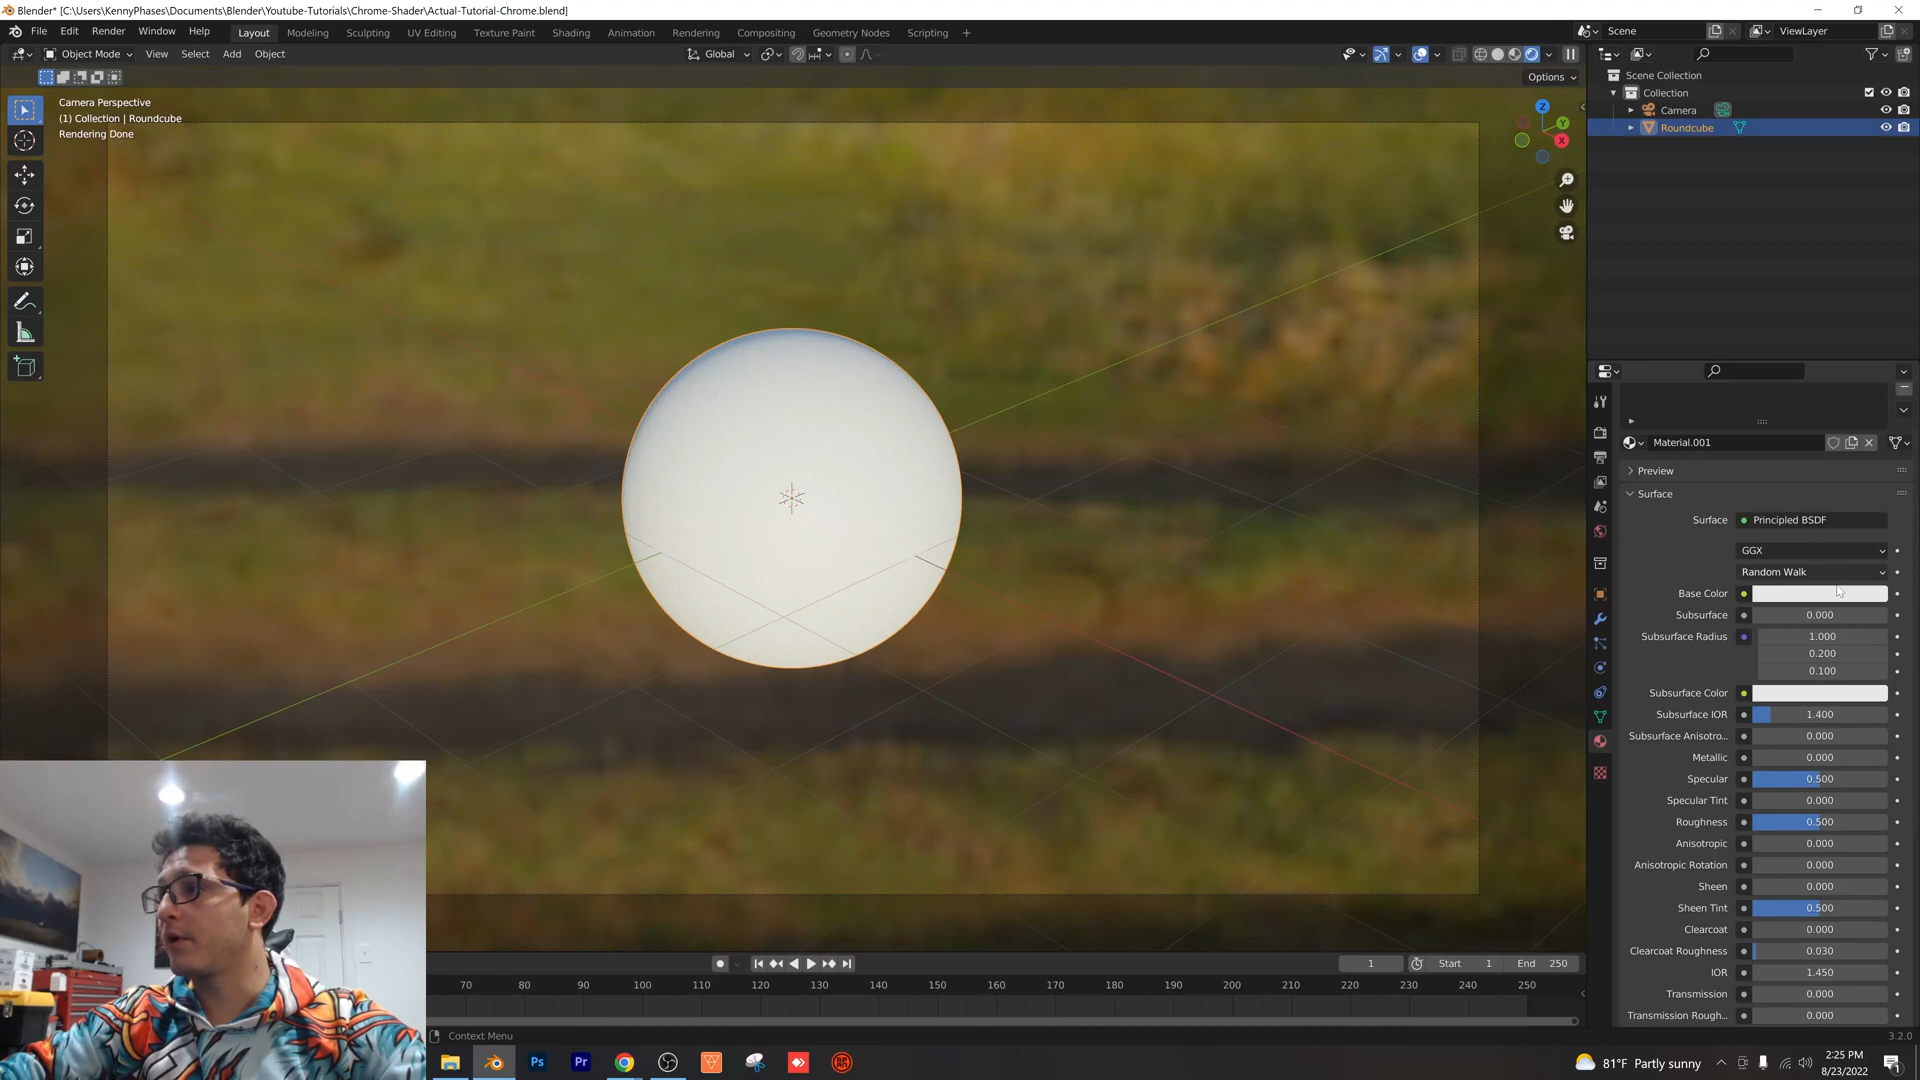 Blender* [C:\Users\KennyPhases\Documents\Blender\Youtube-Tutorials\Chrome-Shader\Actual-Tutorial-Chrome.blend]
File Edit Render Window Help
Layout Modeling Sculpting UV Editing Texture Paint Shading Animation Rendering Compositing Geometry Nodes Scripting +
Scene
ViewLayer
Object Mode View Select Add Object
Global
Options
Camera Perspective
(1) Collection | Roundcube
Rendering Done
Z
Y
X
Scene Collection
Collection
Camera
Roundcube
Material.001
Preview
Surface
Surface Principled BSDF
GGX
Random Walk
Base Color
Subsurface 0.000
Subsurface Radius 1.000
0.200
0.100
Subsurface Color
Subsurface IOR 1.400
Subsurface Anisotro... 0.000
Metallic 0.000
Specular 0.500
Specular Tint 0.000
Roughness 0.500
Anisotropic 0.000
Anisotropic Rotation 0.000
Sheen 0.000
Sheen Tint 0.500
Clearcoat 0.000
Clearcoat Roughness 0.030
IOR 1.450
Transmission 0.000
Transmission Rough... 0.000
1 Start 1 End 250
70 80 90 100 110 120 130 140 150 160 170 180 190 200 210 220 230 240 250
Context Menu
3.2.0
Ps Pr
81°F Partly sunny
2:25 PM
8/23/2022
1